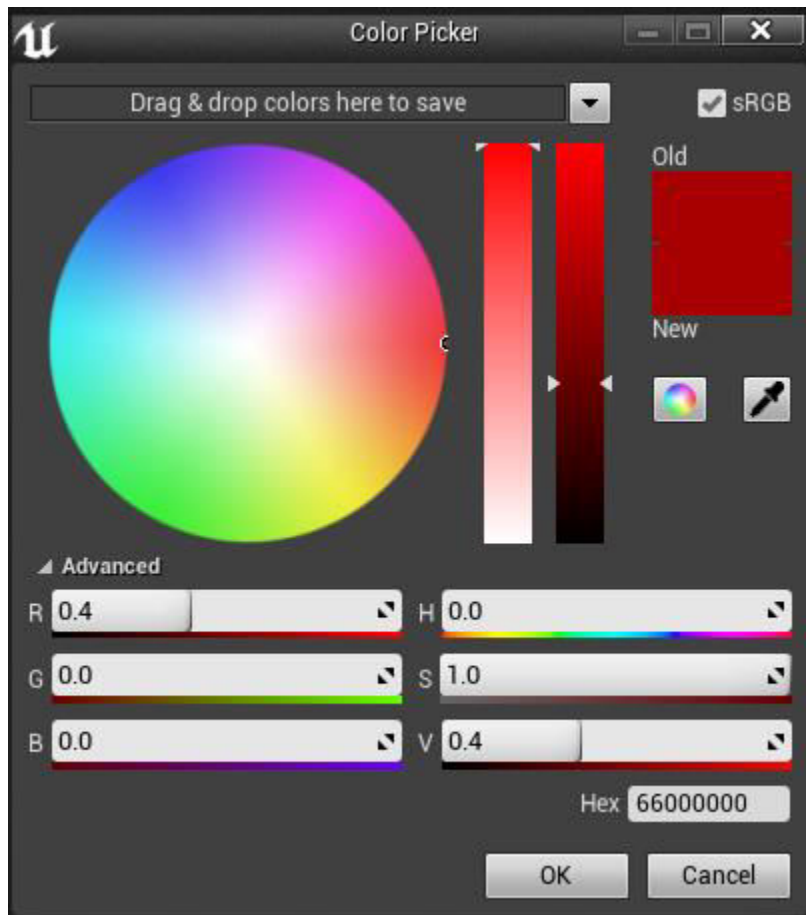 Color Picker
Drag & drop colors here to save
sRGB
Old
New
Advanced
R 0.4
H 0.0
G 0.0
S 1.0
B 0.0
V 0.4
Hex 66000000
OK
Cancel